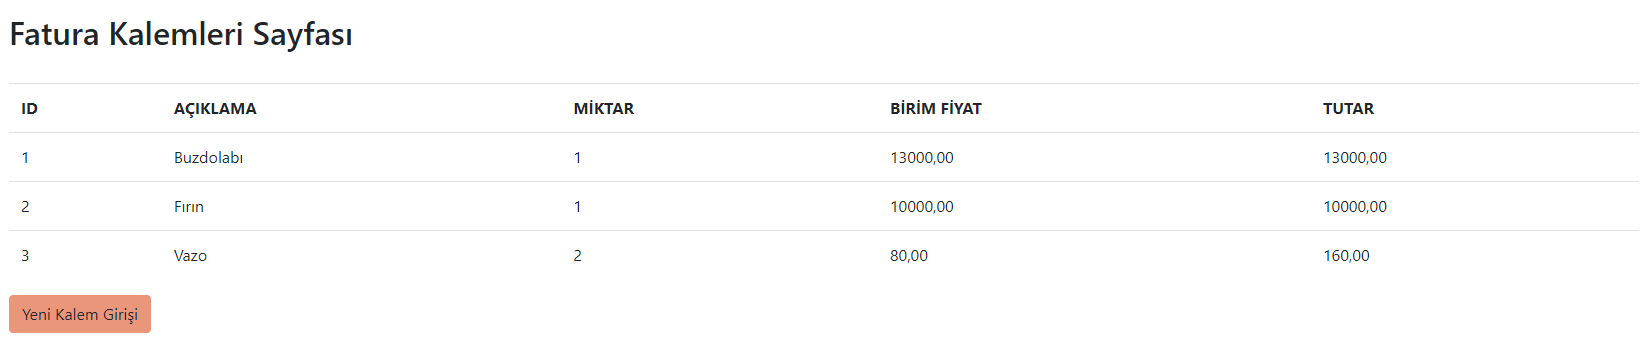 Fatura Kalemleri Sayfası
ID AÇIKLAMA MİKTAR BİRİM FİYAT TUTAR
1 Buzdolabı 1 13000,00 13000,00
2 Fırın 1 10000,00 10000,00
3 Vazo 2 80,00 160,00
Yeni Kalem Girişi